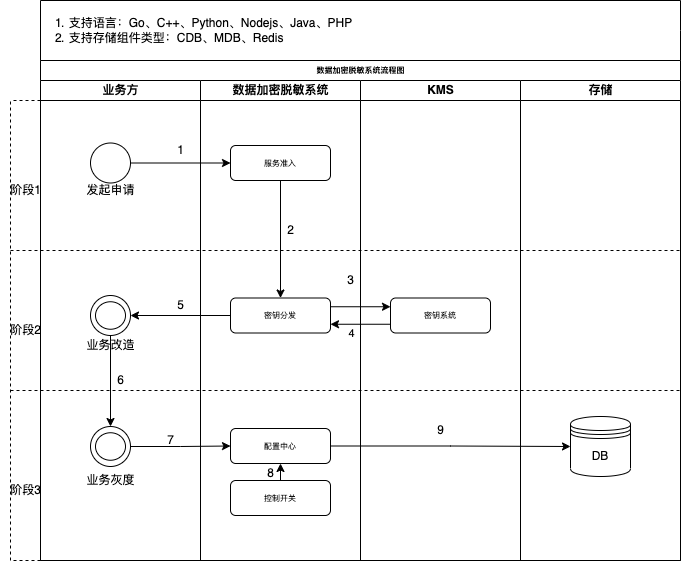 1. 支持语言：Go、C++、Python、Nodejs、Java、PHP
2. 支持存储组件类型：CDB、MDB、Redis
数据加密脱敏系统流程图
业务方
数据加密脱敏系统
KMS
存储
阶段1
发起申请
1
服务准入
2
阶段2
业务改造
5
密钥分发
3
4
密钥系统
6
阶段3
业务灰度
7
配置中心
8
控制开关
9
DB